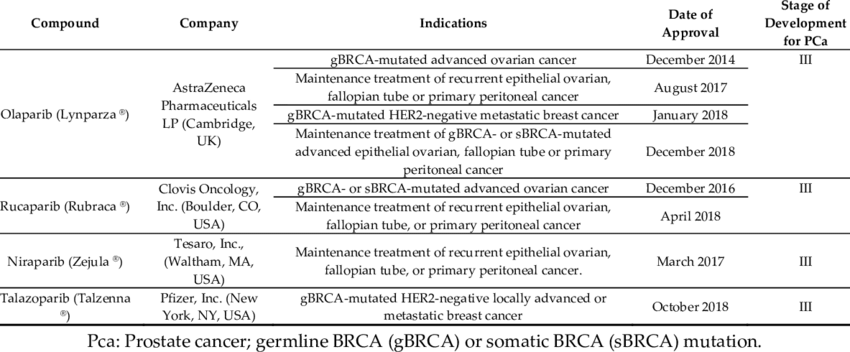 Compound Company Indications Date of Approval Stage of Development for PCa
Olaparib (Lynparza ®)
AstraZeneca
Pharmaceuticals
LP (Cambridge,
UK)
gBRCA-mutated advanced ovarian cancer December 2014 III
Maintenance treatment of recurrent epithelial ovarian,
fallopian tube or primary peritoneal cancer
August 2017
gBRCA-mutated HER2-negative metastatic breast cancer January 2018
Maintenance treatment of gBRCA- or sBRCA-mutated
advanced epithelial ovarian, fallopian tube or primary
peritoneal cancer
December 2018
Rucaparib (Rubraca ®)
Clovis Oncology,
Inc. (Boulder, CO,
USA)
gBRCA- or sBRCA-mutated advanced ovarian cancer December 2016 III
Maintenance treatment of recurrent epithelial ovarian,
fallopian tube, or primary peritoneal cancer
April 2018
Niraparib (Zejula ®)
Tesaro, Inc.,
(Waltham, MA,
USA)
Maintenance treatment of recurrent epithelial ovarian,
fallopian tube, or primary peritoneal cancer.
March 2017 III
Talazoparib (Talzenna
®)
Pfizer, Inc. (New
York, NY, USA)
gBRCA-mutated HER2-negative locally advanced or
metastatic breast cancer
October 2018 III
Pca: Prostate cancer; germline BRCA (gBRCA) or somatic BRCA (sBRCA) mutation.